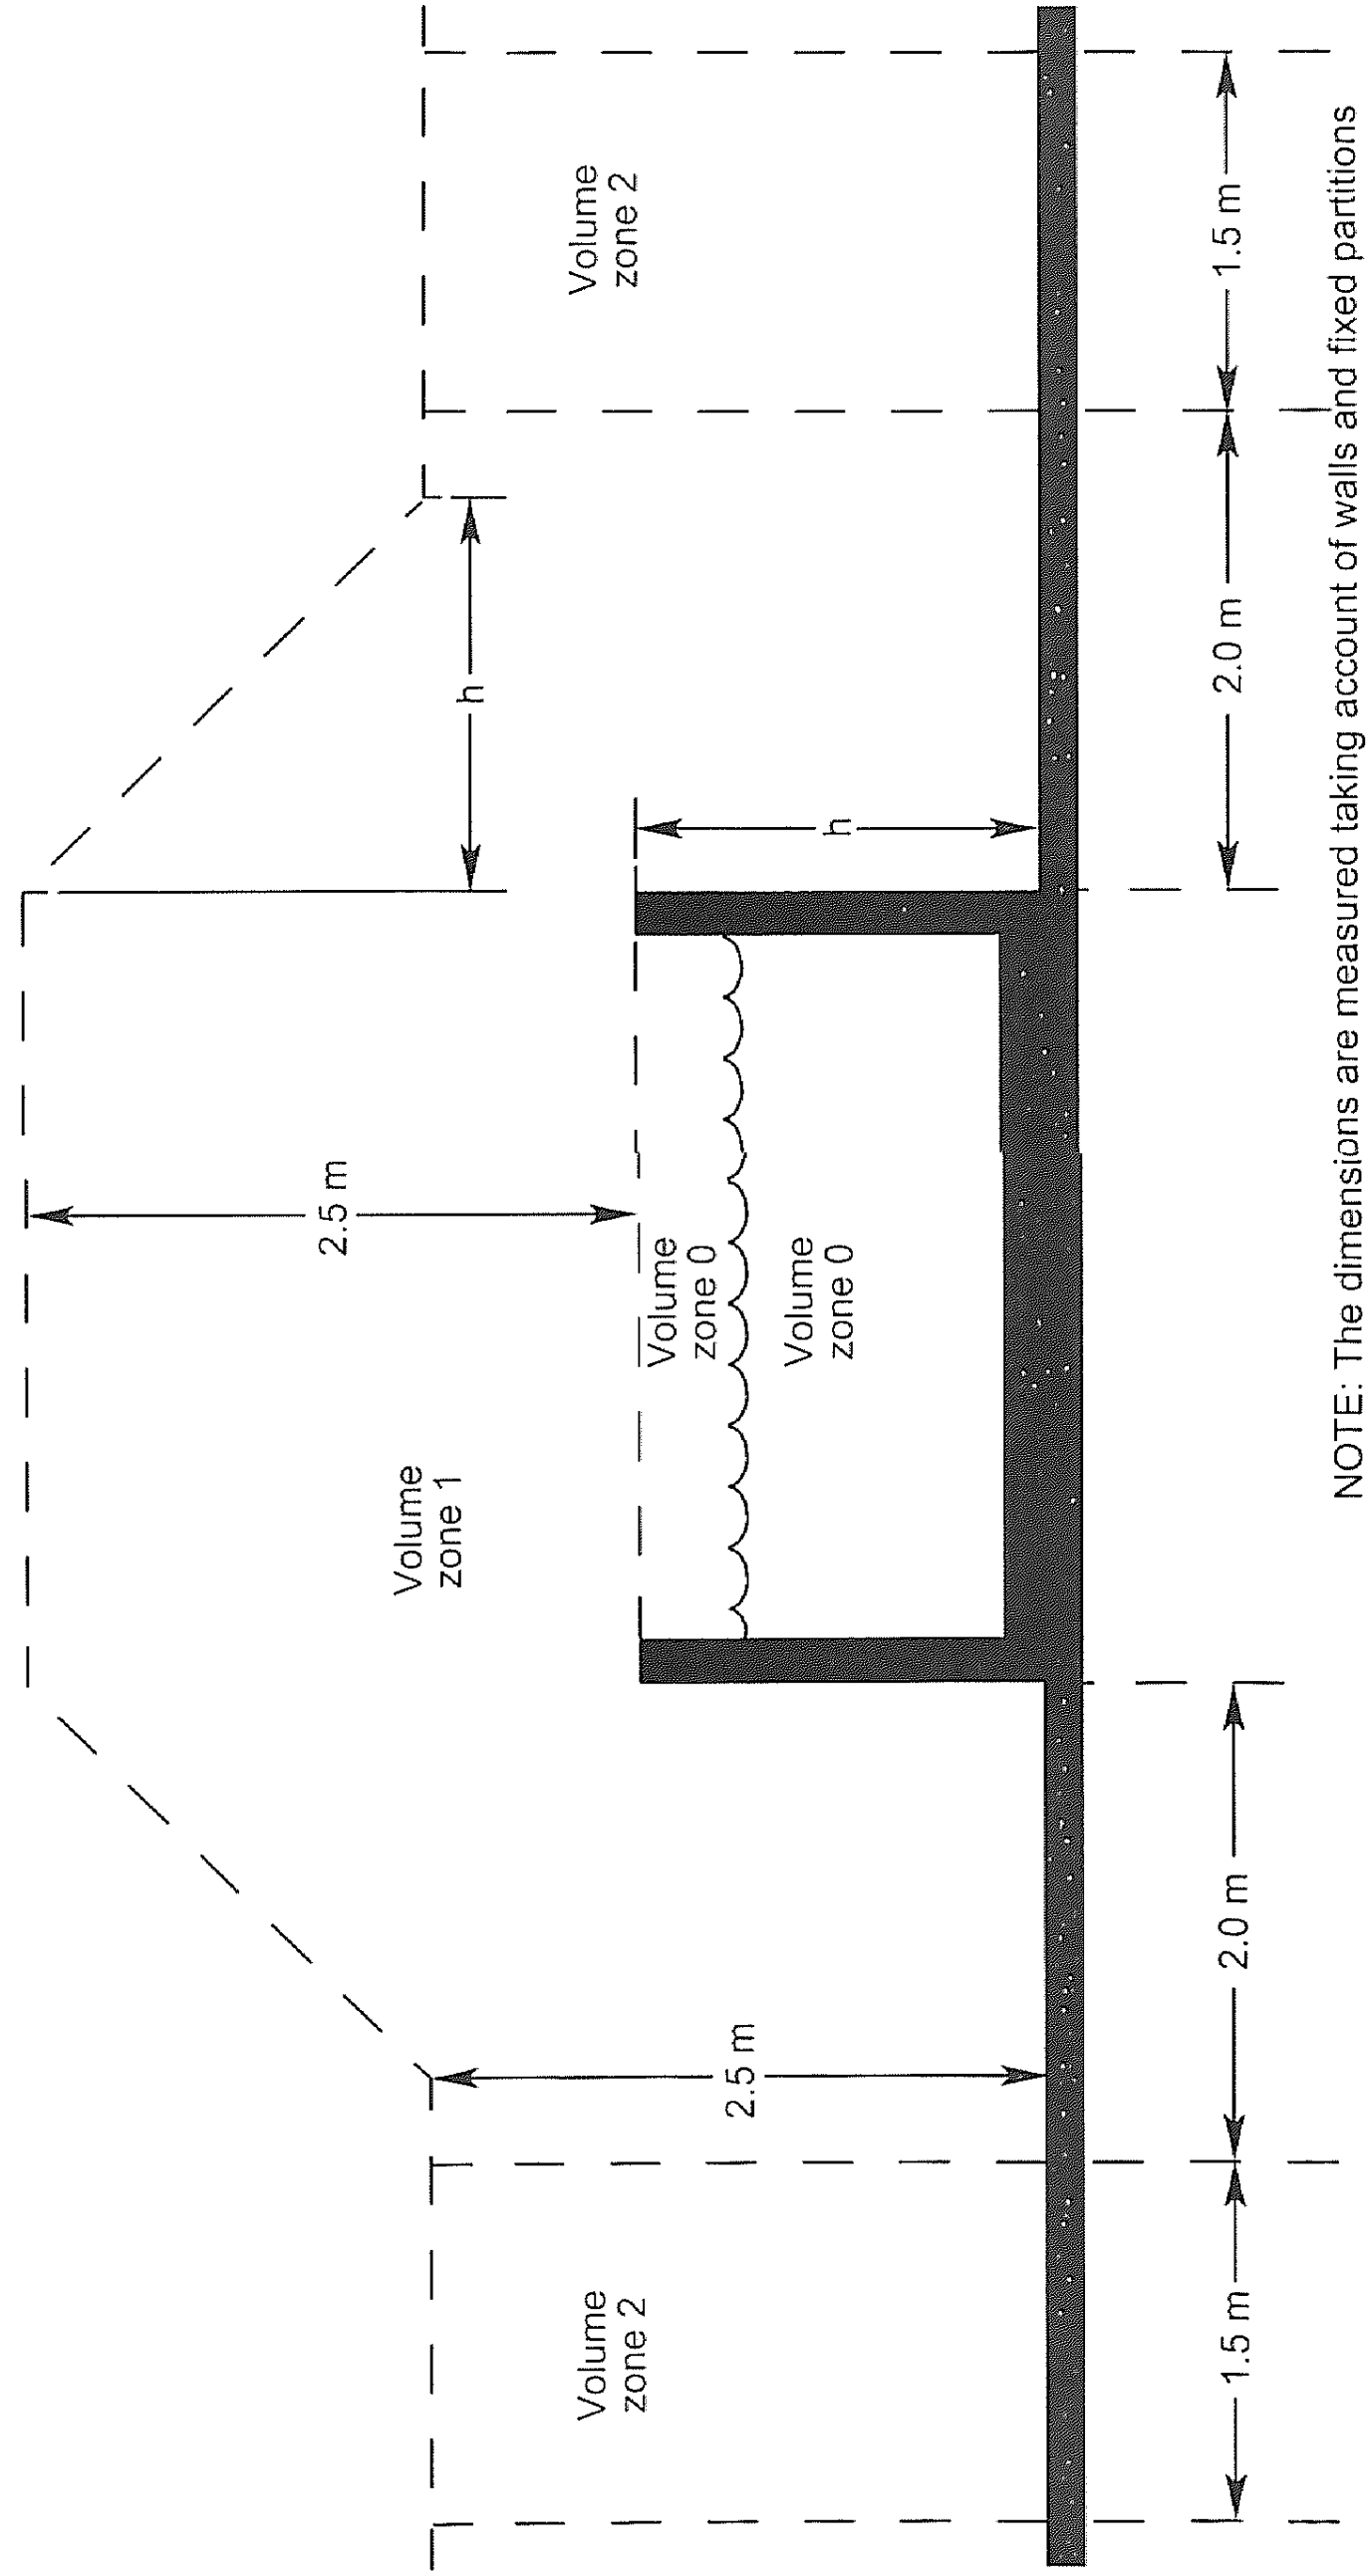 2.5 m
Volume
zone 1
h
Volume
zone 2
Volume
zone 2
Volume
zone 0
2.5 m
h
Volume
zone 0
1.5 m
2.0 m
2.0 m
1.5 m
NOTE: The dimensions are measured taking account of walls and fixed partitions